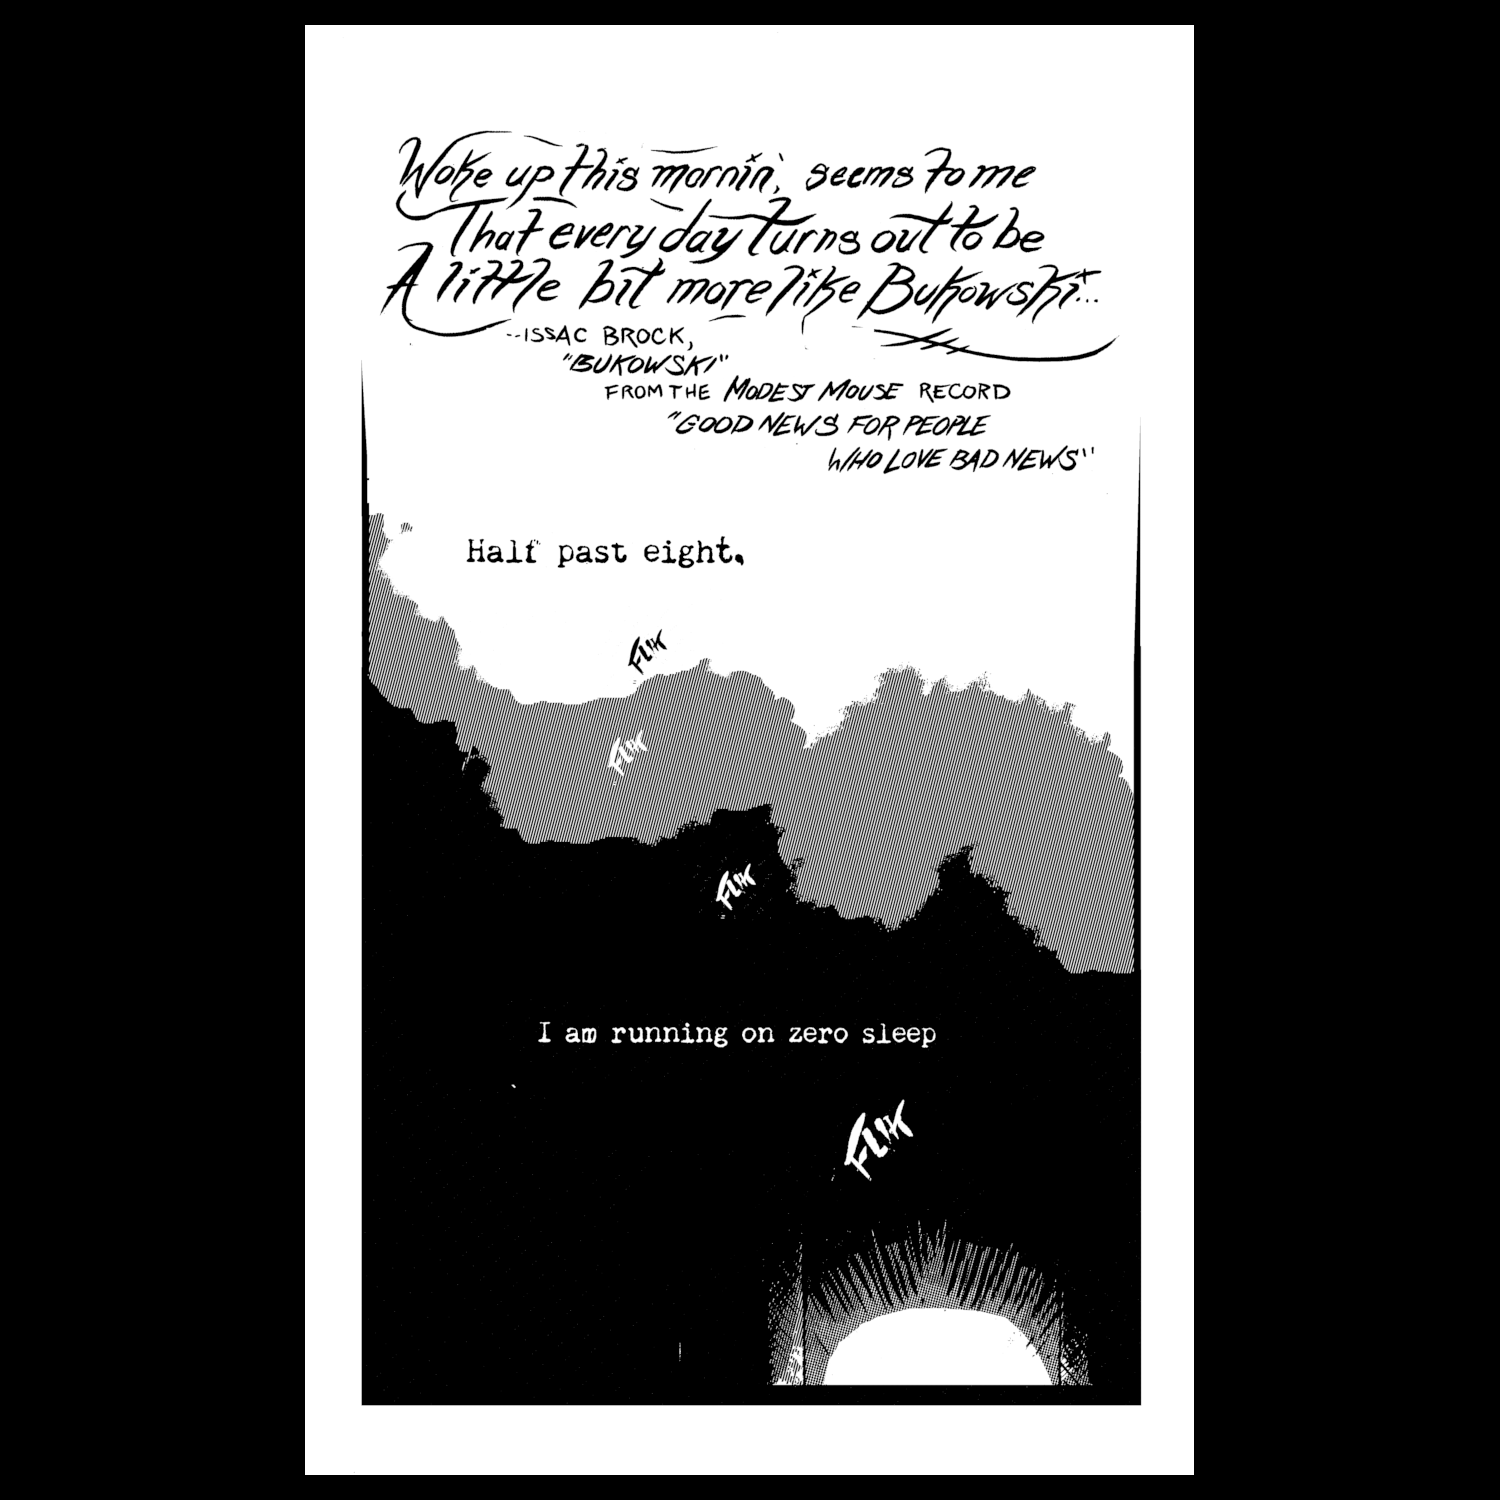 Woke up this mornin', seems to me
That every day turns out to be
A little bit more like Bukowski...
--ISSAC BROCK,
"BUKOWSKI"
FROM THE MODEST MOUSE RECORD
"GOOD NEWS FOR PEOPLE
WHO LOVE BAD NEWS"
Half past eight,
FLIK
FLIK
FLIK
I am running on zero sleep
FLIK